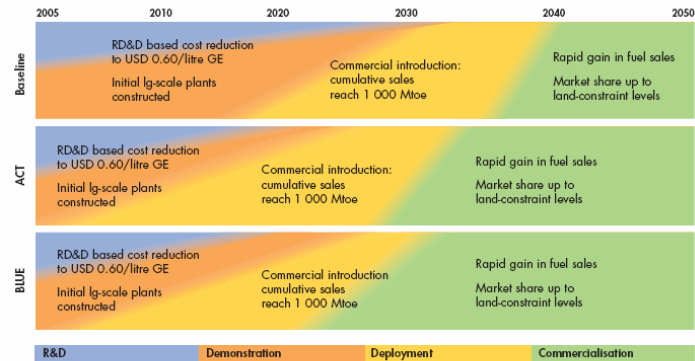 2005 2010 2020 2030 2040 2050
Baseline
RD&D based cost reduction
to USD 0.60/litre GE
Initial lg-scale plants
constructed
Commercial introduction:
cumulative sales
reach 1 000 Mtoe
Rapid gain in fuel sales
Market share up to
land-constraint levels
ACT
RD&D based cost reduction
to USD 0.60/litre GE
Initial lg-scale plants
constructed
Commercial introduction:
cumulative sales
reach 1 000 Mtoe
Rapid gain in fuel sales
Market share up to
land-constraint levels
BLUE
RD&D based cost reduction
to USD 0.60/litre GE
Initial lg-scale plants
constructed
Commercial introduction
cumulative sales
reach 1 000 Mtoe
Rapid gain in fuel sales
Market share up to
land-constraint levels
R&D Demonstration Deployment Commercialisation